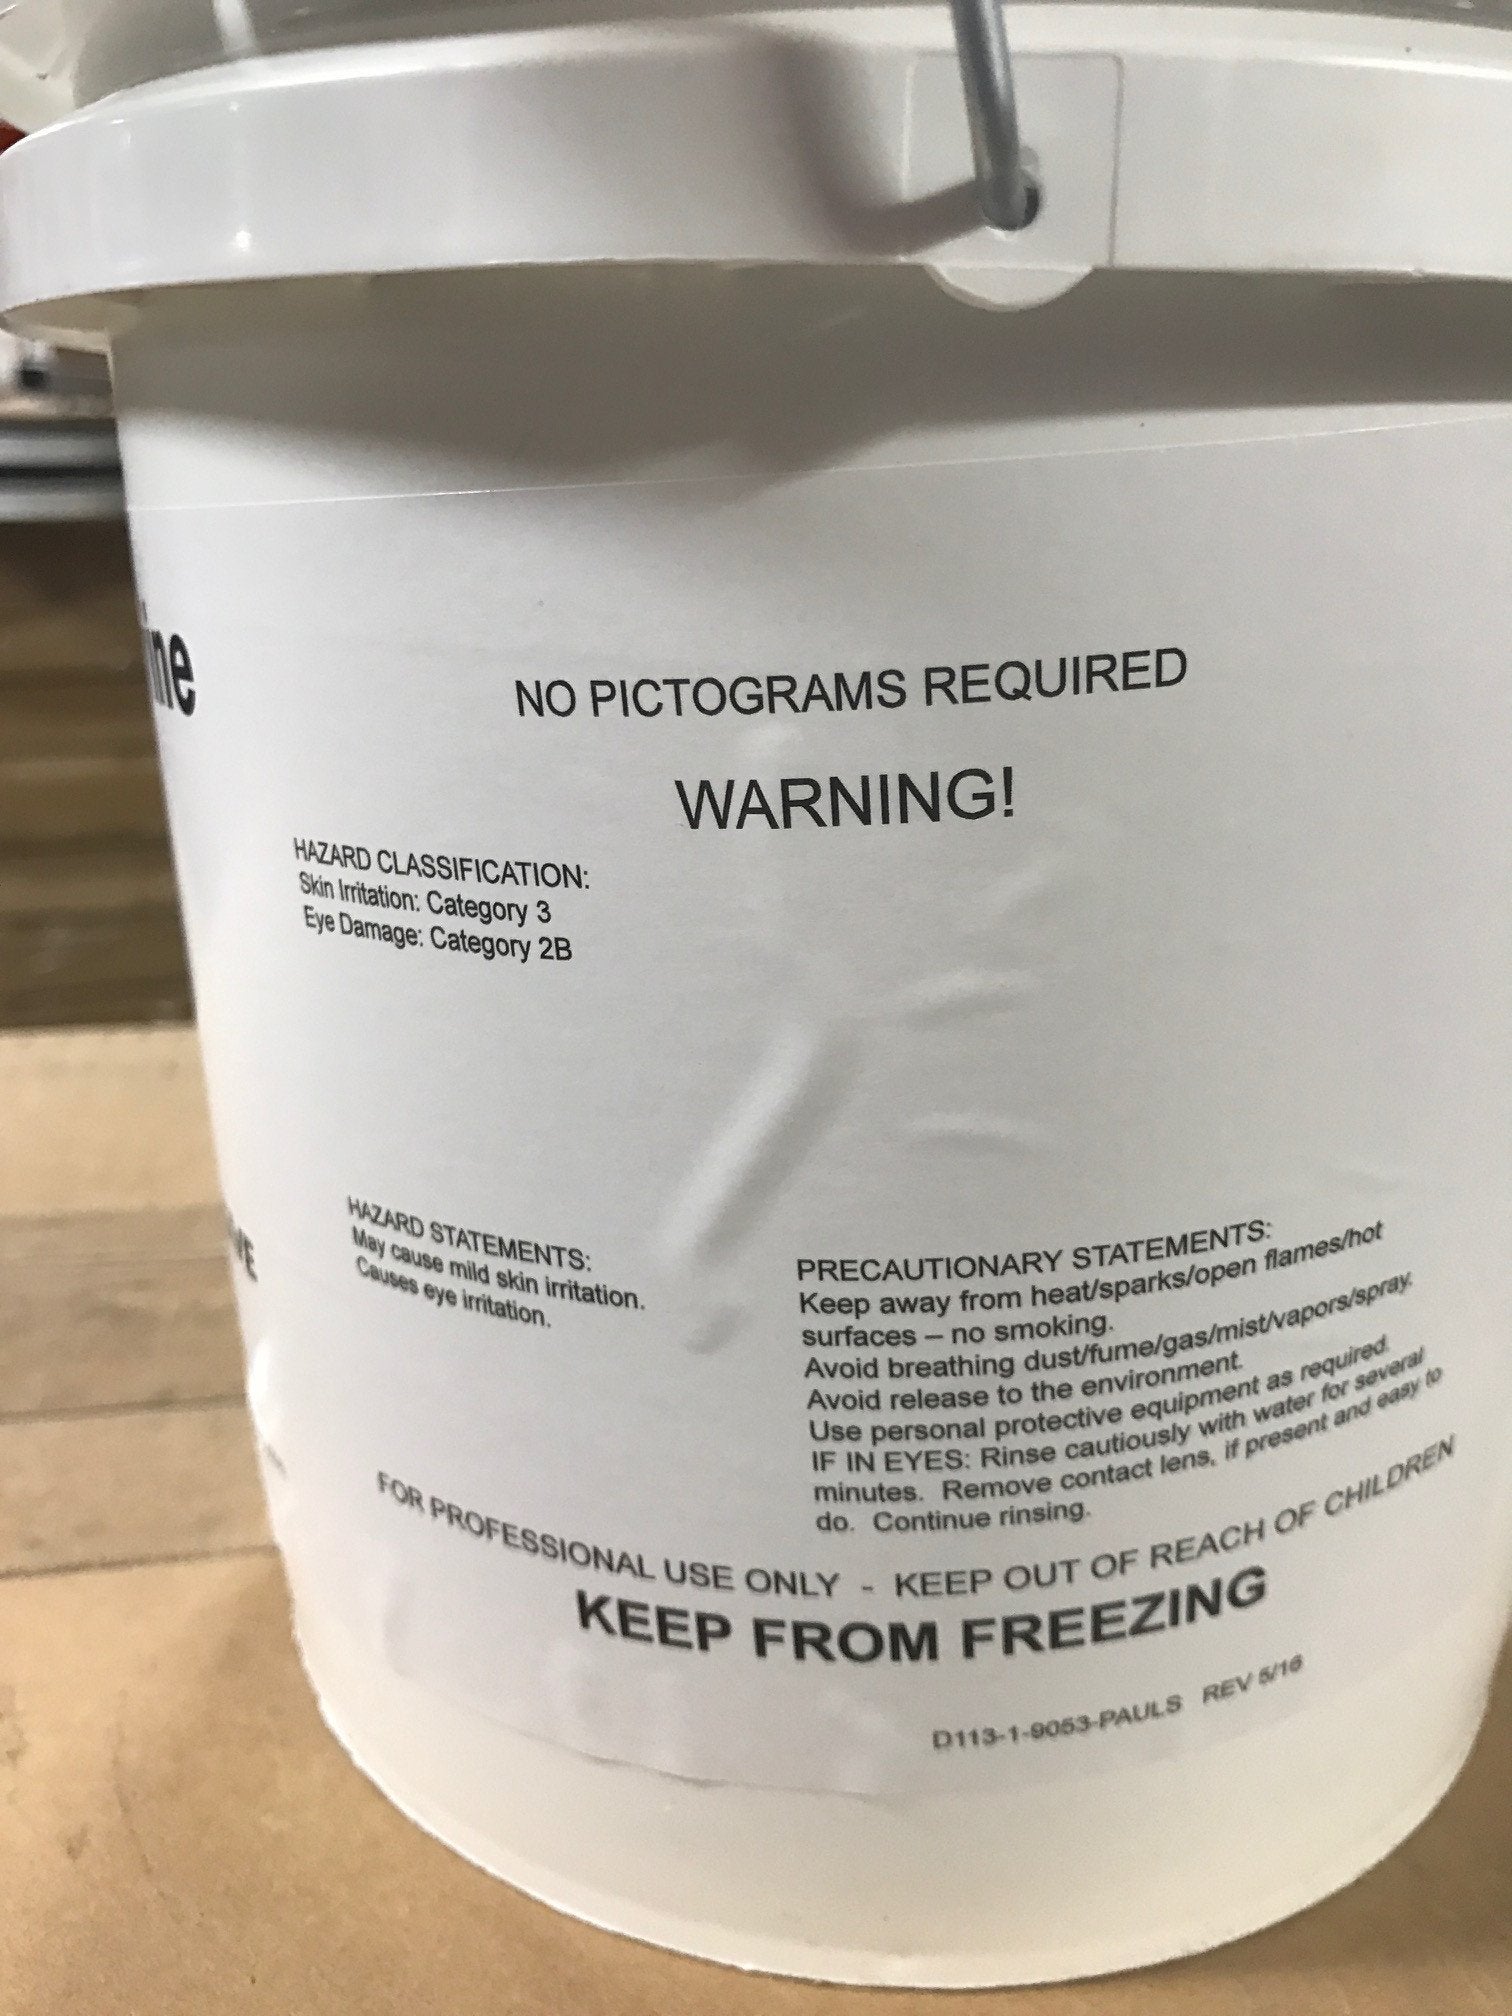 NO PICTOGRAMS REQUIRED
WARNING!
HAZARD CLASSIFICATION:
Skin Irritation: Category 3
Eye Damage: Category 2B
HAZARD STATEMENTS:
May cause mild skin irritation.
Causes eye irritation.
PRECAUTIONARY STATEMENTS:
Keep away from heat/sparks/open flames/hot
surfaces – no smoking.
Avoid breathing dust/fume/gas/mist/vapors/spray.
Avoid release to the environment.
Use personal protective equipment as required.
IF IN EYES: Rinse cautiously with water for several
minutes. Remove contact lens, if present and easy to
do. Continue rinsing.
FOR PROFESSIONAL USE ONLY - KEEP OUT OF REACH OF CHILDREN
KEEP FROM FREEZING
D113-1-9053-PAULS REV 5/16